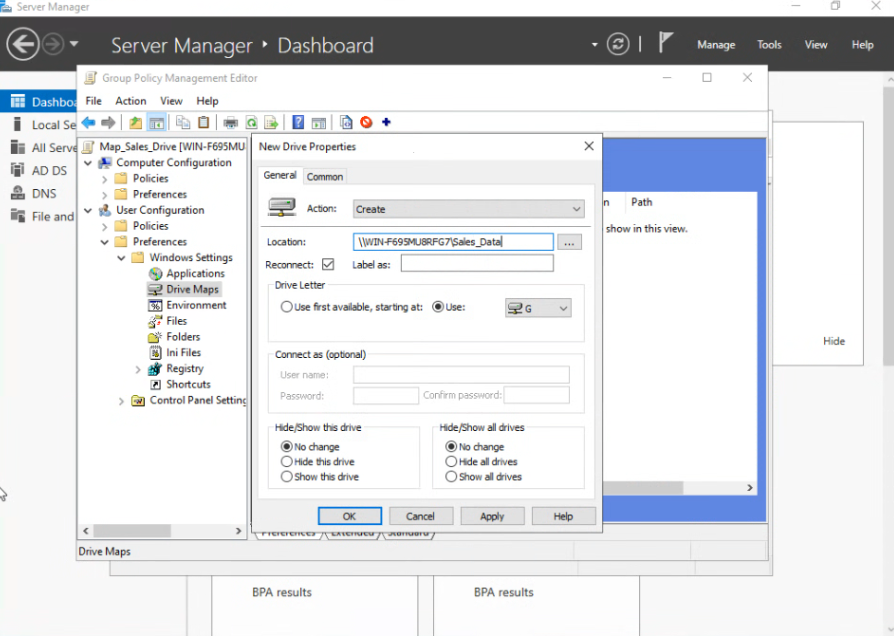 Server Manager
Server Manager • Dashboard
Manage Tools View Help
Group Policy Management Editor
File Action View Help
Dashboa
Local Se
All Serve
AD DS
DNS
File and
Map_Sales_Drive [WIN-F695MU
Computer Configuration
Policies
Preferences
User Configuration
Policies
Preferences
Windows Settings
Applications
Drive Maps
Environment
Files
Folders
Ini Files
Registry
Shortcuts
Control Panel Setting
New Drive Properties
General Common
Action: Create
Location: \\WIN-F695MU8RFG7\Sales_Data
...
Reconnect: Label as:
Drive Letter
Use first available, starting at: Use: G
Connect as (optional)
User name:
Password: Confirm password:
Hide/Show this drive
No change
Hide this drive
Show this drive
Hide/Show all drives
No change
Hide all drives
Show all drives
OK Cancel Apply Help
n Path
show in this view.
Hide
Preferences Extended Standard
Drive Maps
BPA results BPA results